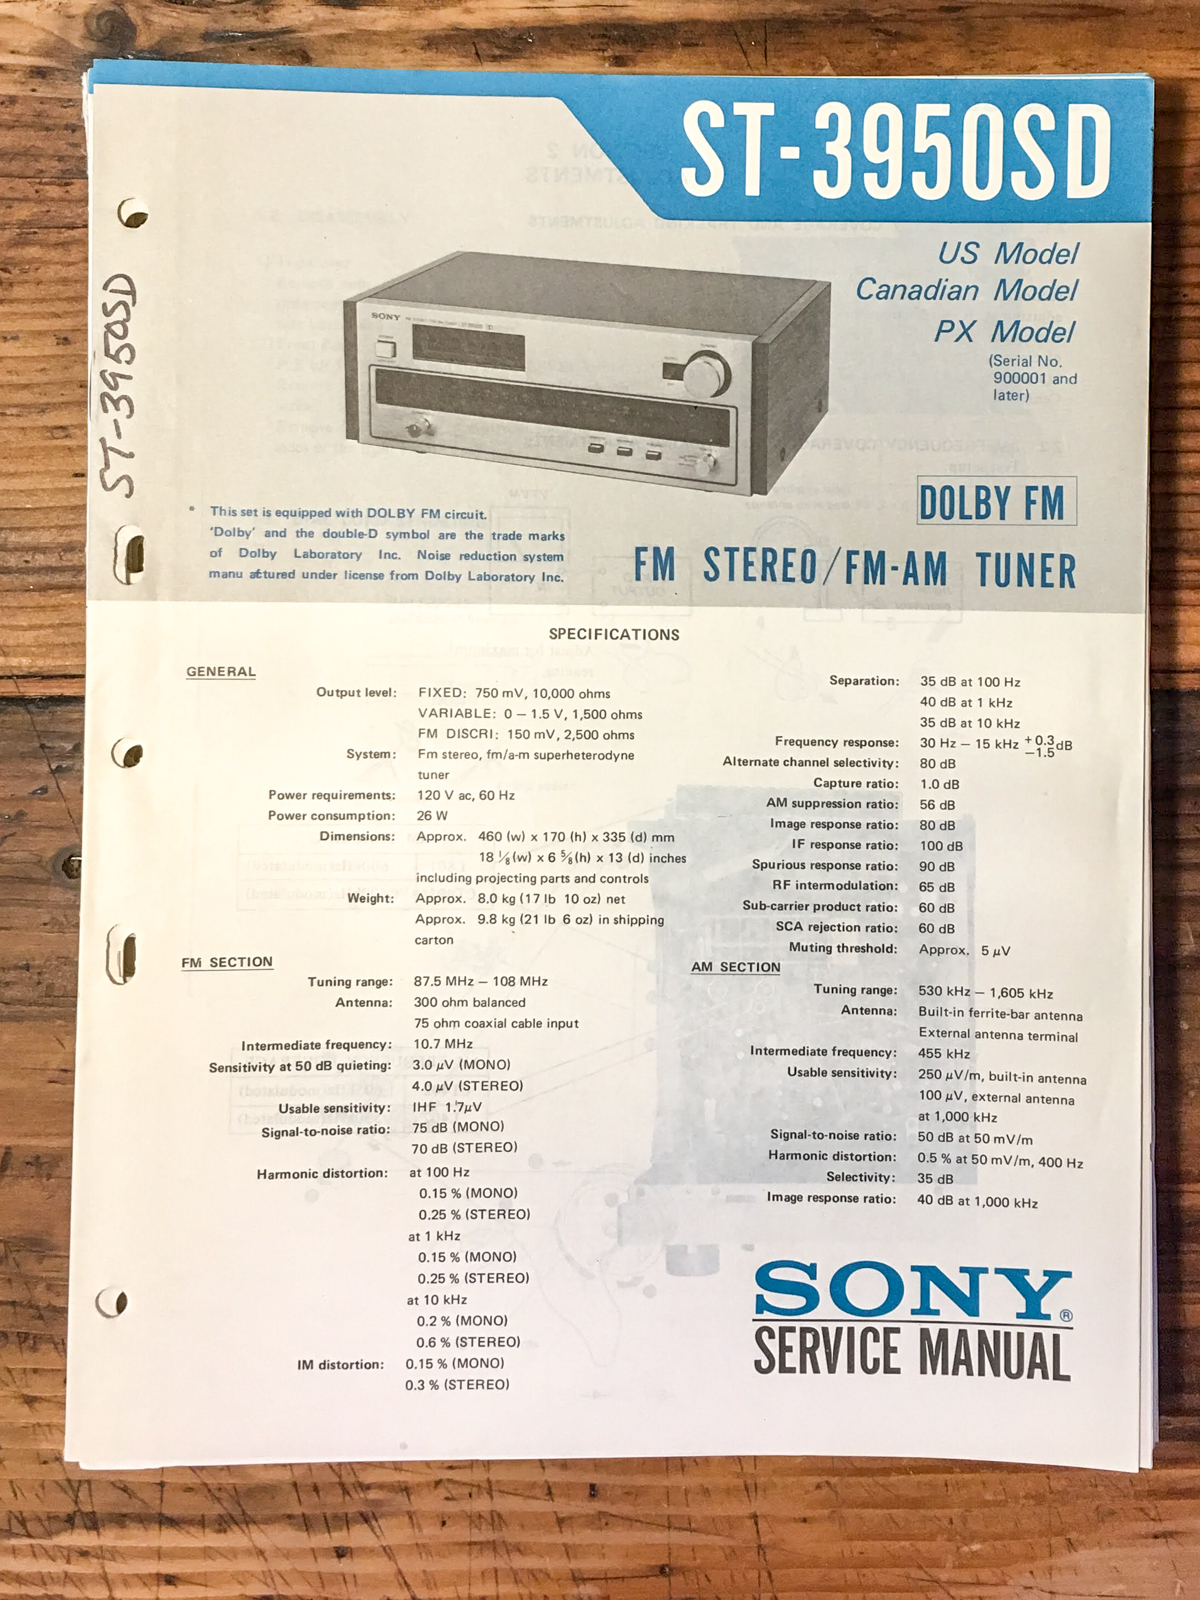 ST-3950SD
US Model
Canadian Model
PX Model
(Serial No.
900001 and
later)
ST-3950SD
SONY
DOLBY FM
FM STEREO/FM-AM TUNER
* This set is equipped with DOLBY FM circuit.
'Dolby' and the double-D symbol are the trade marks
of Dolby Laboratory Inc. Noise reduction system
manu actured under license from Dolby Laboratory Inc.
SPECIFICATIONS
GENERAL
Output level: FIXED: 750 mV, 10,000 ohms
VARIABLE: 0 – 1.5 V, 1,500 ohms
FM DISCRI: 150 mV, 2,500 ohms
System: Fm stereo, fm/a-m superheterodyne
tuner
Power requirements: 120 V ac, 60 Hz
Power consumption: 26 W
Dimensions: Approx. 460 (w) x 170 (h) x 335 (d) mm
18 1/8 (w) x 6 5/8 (h) x 13 (d) inches
including projecting parts and controls
Weight: Approx. 8.0 kg (17 lb 10 oz) net
Approx. 9.8 kg (21 lb 6 oz) in shipping
carton
FM SECTION
Tuning range: 87.5 MHz – 108 MHz
Antenna: 300 ohm balanced
75 ohm coaxial cable input
Intermediate frequency: 10.7 MHz
Sensitivity at 50 dB quieting: 3.0 µV (MONO)
4.0 µV (STEREO)
Usable sensitivity: IHF 1.7µV
Signal-to-noise ratio: 75 dB (MONO)
70 dB (STEREO)
Harmonic distortion: at 100 Hz
0.15 % (MONO)
0.25 % (STEREO)
at 1 kHz
0.15 % (MONO)
0.25 % (STEREO)
at 10 kHz
0.2 % (MONO)
0.6 % (STEREO)
IM distortion: 0.15 % (MONO)
0.3 % (STEREO)
Separation: 35 dB at 100 Hz
40 dB at 1 kHz
35 dB at 10 kHz
Frequency response: 30 Hz – 15 kHz +0.3 –1.5 dB
Alternate channel selectivity: 80 dB
Capture ratio: 1.0 dB
AM suppression ratio: 56 dB
Image response ratio: 80 dB
IF response ratio: 100 dB
Spurious response ratio: 90 dB
RF intermodulation: 65 dB
Sub-carrier product ratio: 60 dB
SCA rejection ratio: 60 dB
Muting threshold: Approx. 5 µV
AM SECTION
Tuning range: 530 kHz – 1,605 kHz
Antenna: Built-in ferrite-bar antenna
External antenna terminal
Intermediate frequency: 455 kHz
Usable sensitivity: 250 µV/m, built-in antenna
100 µV, external antenna
at 1,000 kHz
Signal-to-noise ratio: 50 dB at 50 mV/m
Harmonic distortion: 0.5 % at 50 mV/m, 400 Hz
Selectivity: 35 dB
Image response ratio: 40 dB at 1,000 kHz
SONY®
SERVICE MANUAL